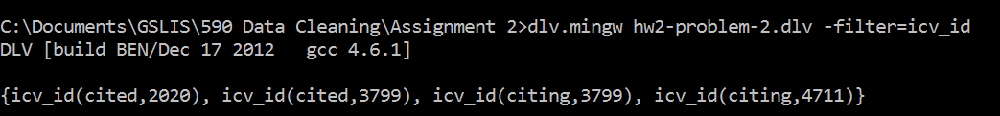 C:\Documents\GSLIS\590 Data Cleaning\Assignment 2>dlv.mingw hw2-problem-2.dlv -filter=icv_id
DLV [build BEN/Dec 17 2012   gcc 4.6.1]
{icv_id(cited,2020), icv_id(cited,3799), icv_id(citing,3799), icv_id(citing,4711)}